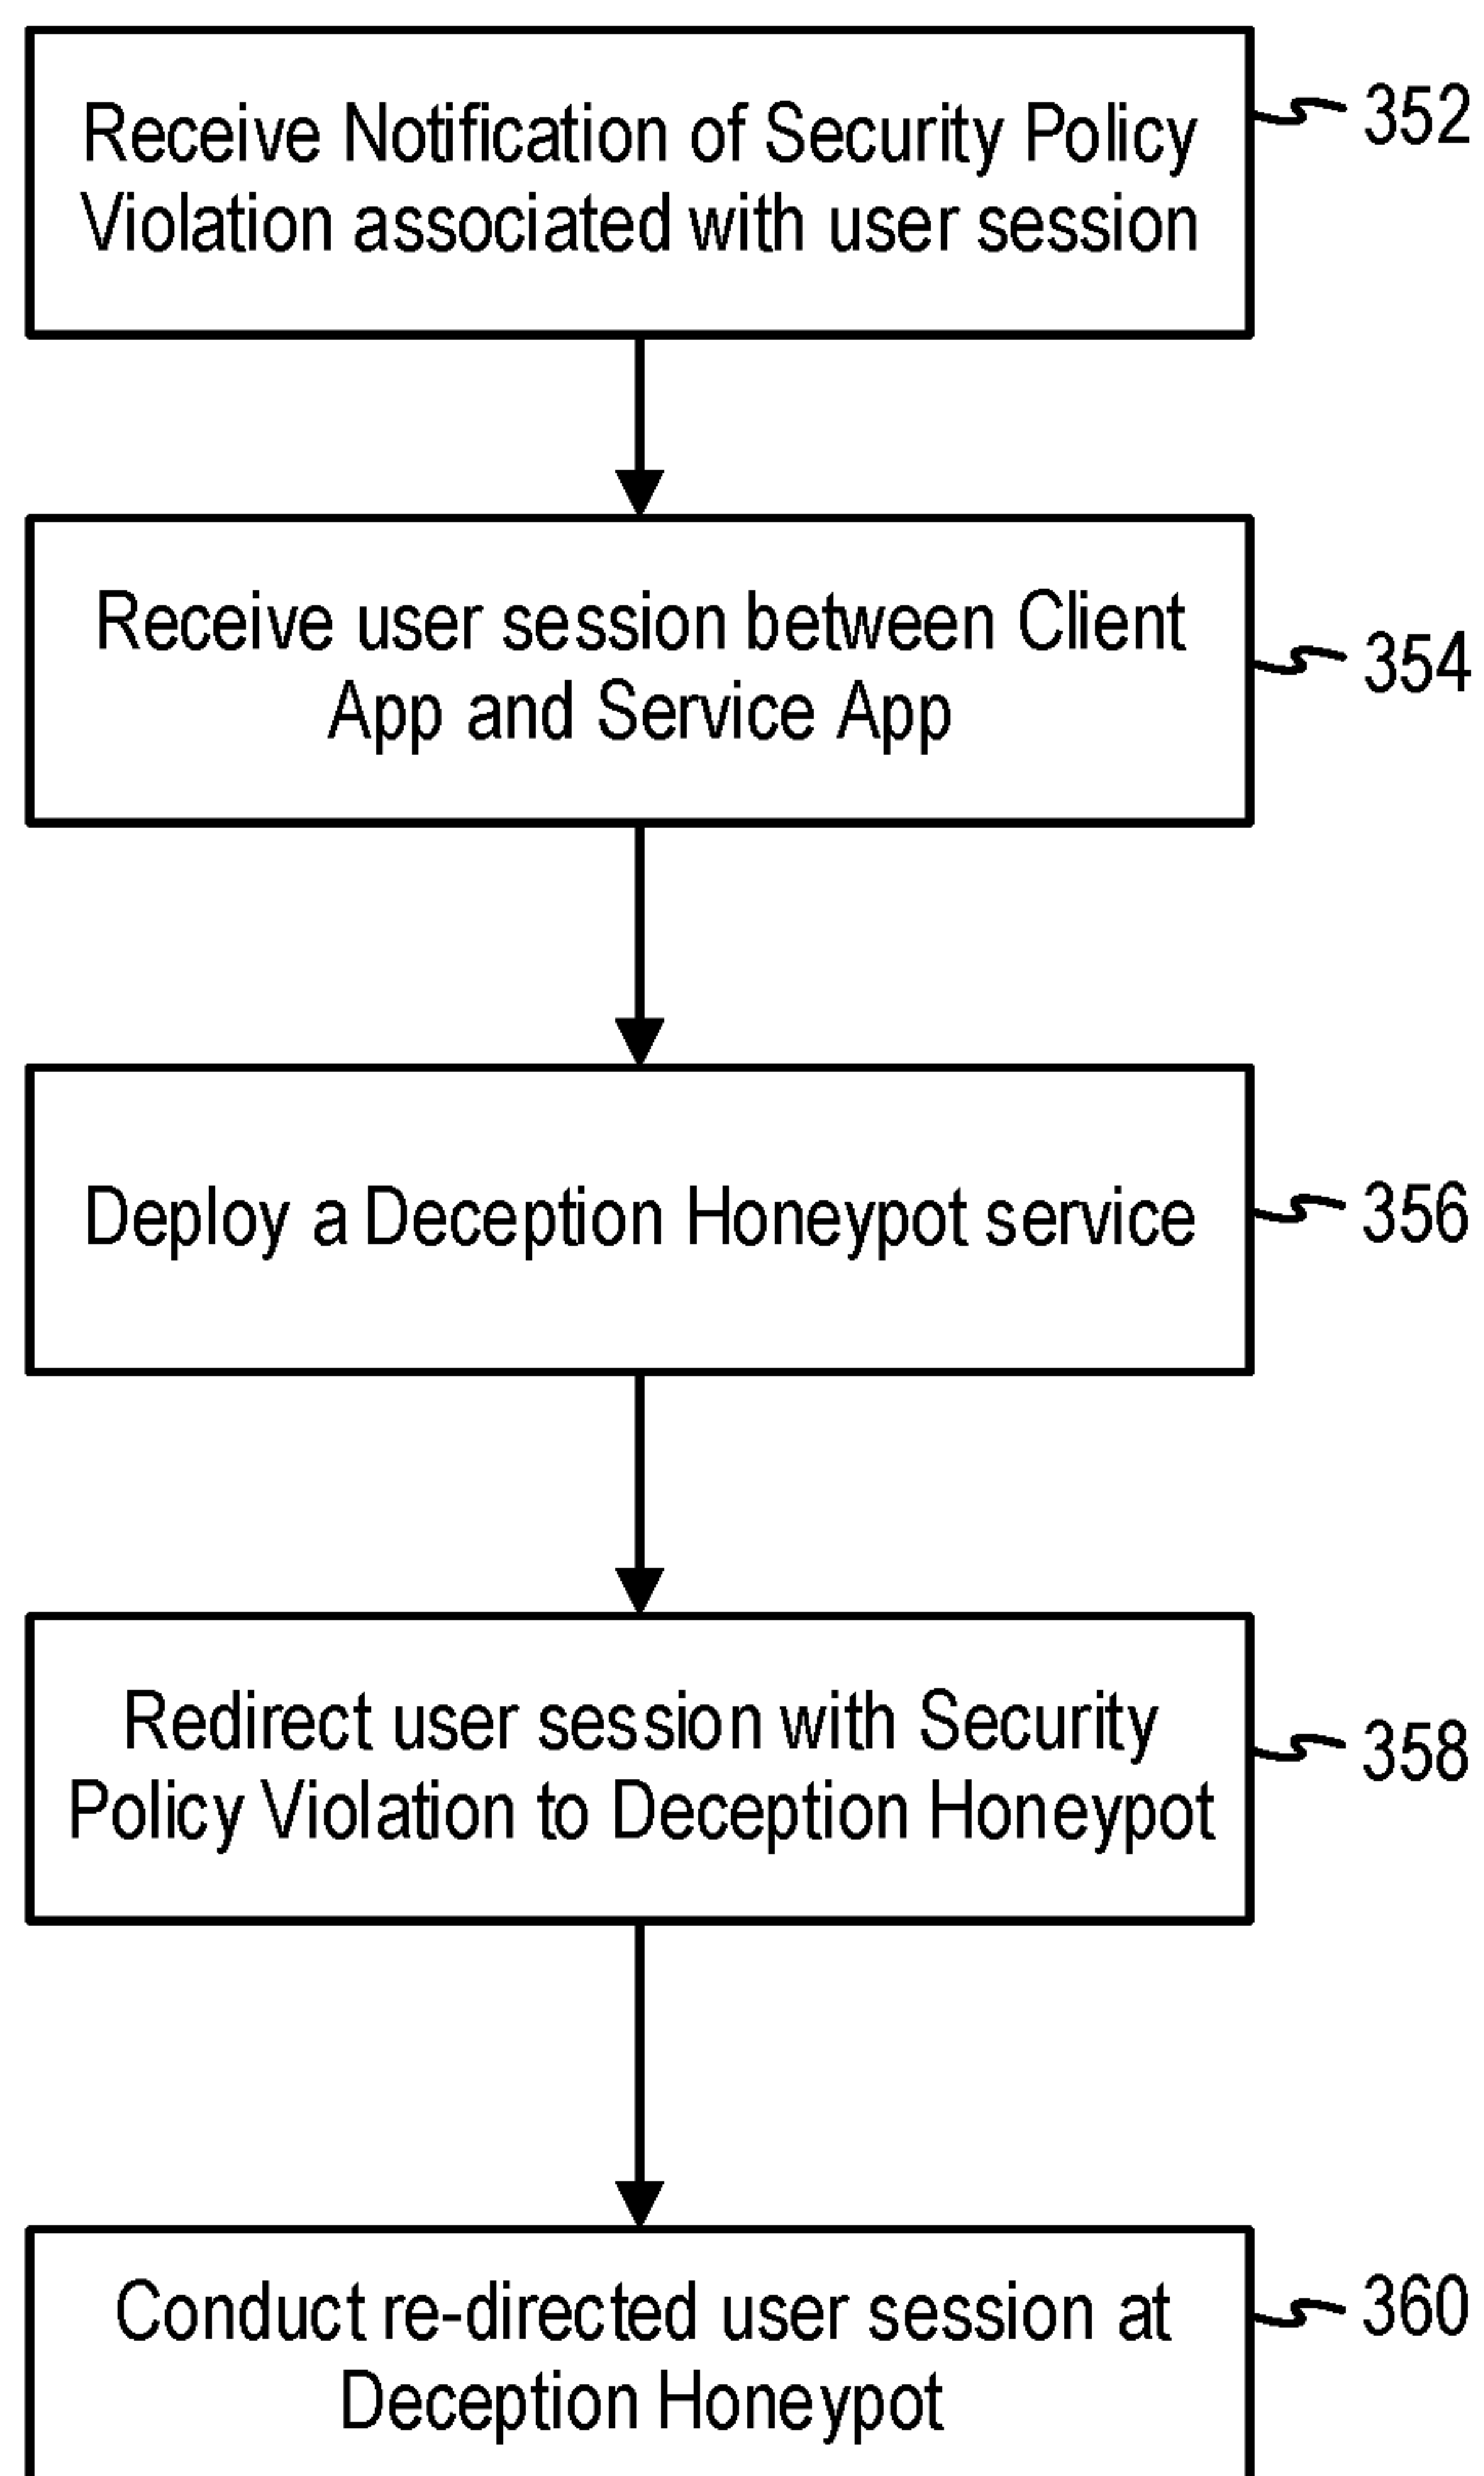 Receive Notification of Security Policy
Violation associated with user session
352
Receive user session between Client
App and Service App
354
Deploy a Deception Honeypot service
356
Redirect user session with Security
Policy Violation to Deception Honeypot
358
Conduct re-directed user session at
Deception Honeypot
360